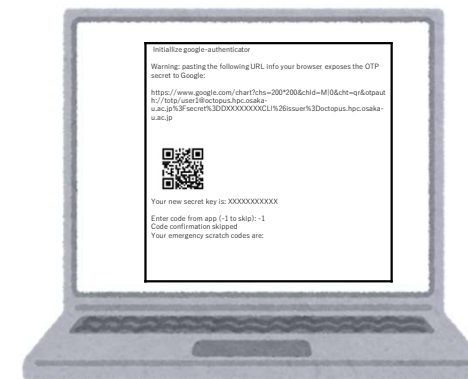 Initiallize google-authenticator
Warning: pasting the following URL info your browser exposes the OTP
secret to Google:
https://www.google.com/chart?chs=200*200&chld=M|0&cht=qr&otpaut
h://totp/user1@octopus.hpc.osaka-
u.ac.jp%3Fsecret%3DDXXXXXXXXCLI%26issuer%3Doctopus.hpc.osaka-
u.ac.jp
Your new secret key is: XXXXXXXXXXX
Enter code from app (-1 to skip): -1
Code confirmation skipped
Your emergency scratch codes are: